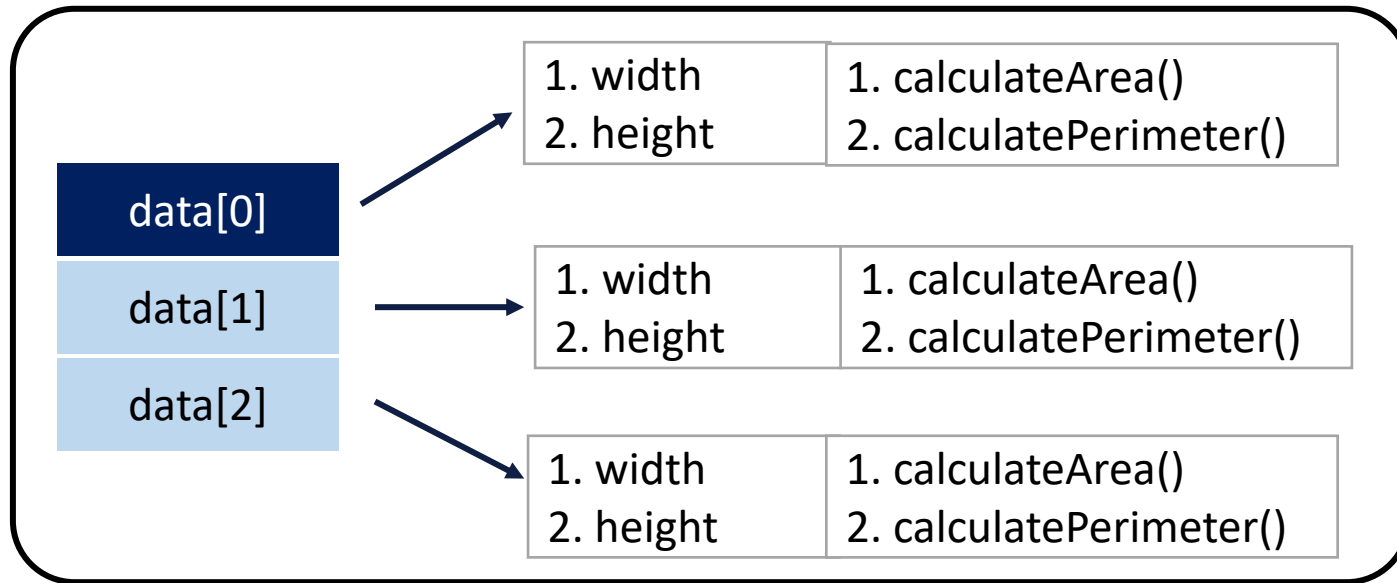 1. width
2. height
1. calculateArea()
2. calculatePerimeter()
data[0]
data[1]
1. width
2. height
1. calculateArea()
2. calculatePerimeter()
data[2]
1. width
2. height
1. calculateArea()
2. calculatePerimeter()